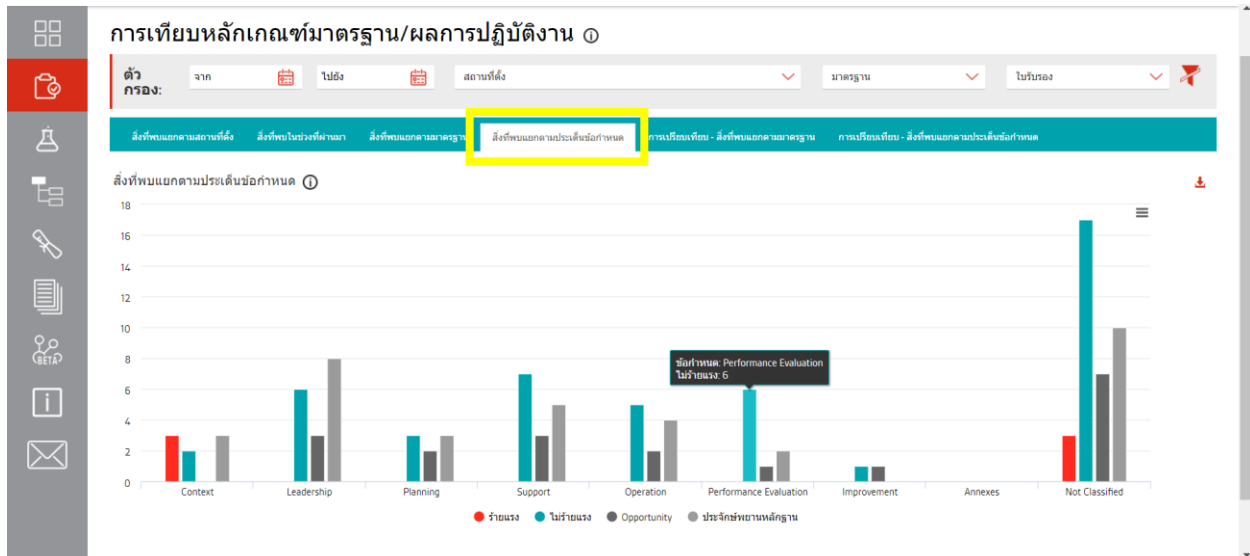 การเทียบหลักเกณฑ์มาตรฐาน/ผลการปฏิบัติงาน
ตัวกรอง: จาก ไปยัง สถานที่ตั้ง มาตรฐาน ใบรับรอง
สิ่งที่พบแยกตามสถานที่ตั้ง สิ่งที่พบในช่วงที่ผ่านมา สิ่งที่พบแยกตามมาตรฐาน สิ่งที่พบแยกตามประเด็นข้อกำหนด การเปรียบเทียบ - สิ่งที่พบแยกตามมาตรฐาน การเปรียบเทียบ - สิ่งที่พบแยกตามประเด็นข้อกำหนด
สิ่งที่พบแยกตามประเด็นข้อกำหนด
18
16
14
12
10
8
6
4
2
0
ข้อกำหนด: Performance Evaluation
ไม่ร้ายแรง: 6
Context Leadership Planning Support Operation Performance Evaluation Improvement Annexes Not Classified
ร้ายแรง ไม่ร้ายแรง Opportunity ประจักษ์พยานหลักฐาน
BETA